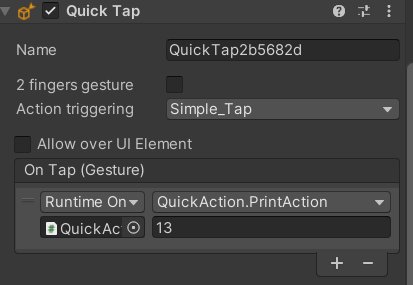 Quick Tap
Name QuickTap2b5682d
2 fingers gesture
Action triggering Simple_Tap
Allow over UI Element
On Tap (Gesture)
Runtime On QuickAction.PrintAction
QuickAc 13